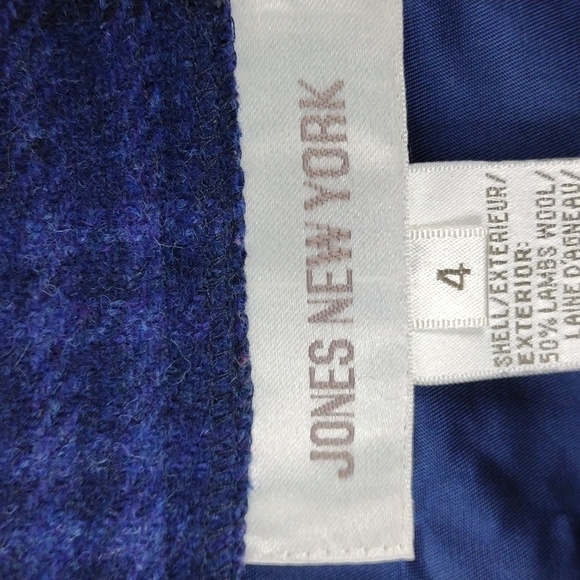 JONES NEW YORK
4
SHELL/EXTERIEUR/
EXTERIOR:
50% LAMBS WOOL/
LAINE D'AGNEAU/